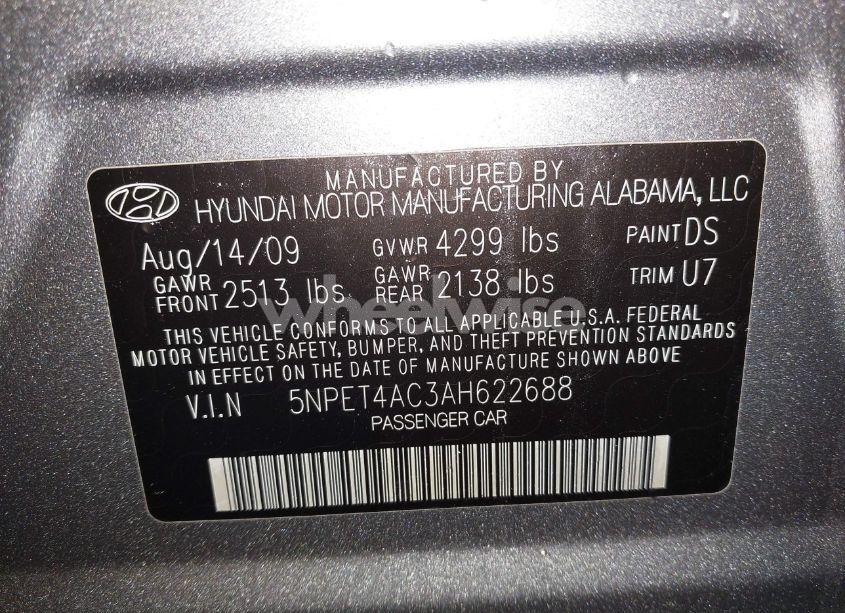 MANUFACTURED BY
HYUNDAI MOTOR MANUFACTURING ALABAMA, LLC
Aug/14/09 GVWR 4299 lbs PAINT DS
GAWR FRONT 2513 lbs GAWR REAR 2138 lbs TRIM U7
wheelwise
THIS VEHICLE CONFORMS TO ALL APPLICABLE U.S.A. FEDERAL
MOTOR VEHICLE SAFETY, BUMPER, AND THEFT PREVENTION STANDARDS
IN EFFECT ON THE DATE OF MANUFACTURE SHOWN ABOVE
V.I.N 5NPET4AC3AH622688
PASSENGER CAR